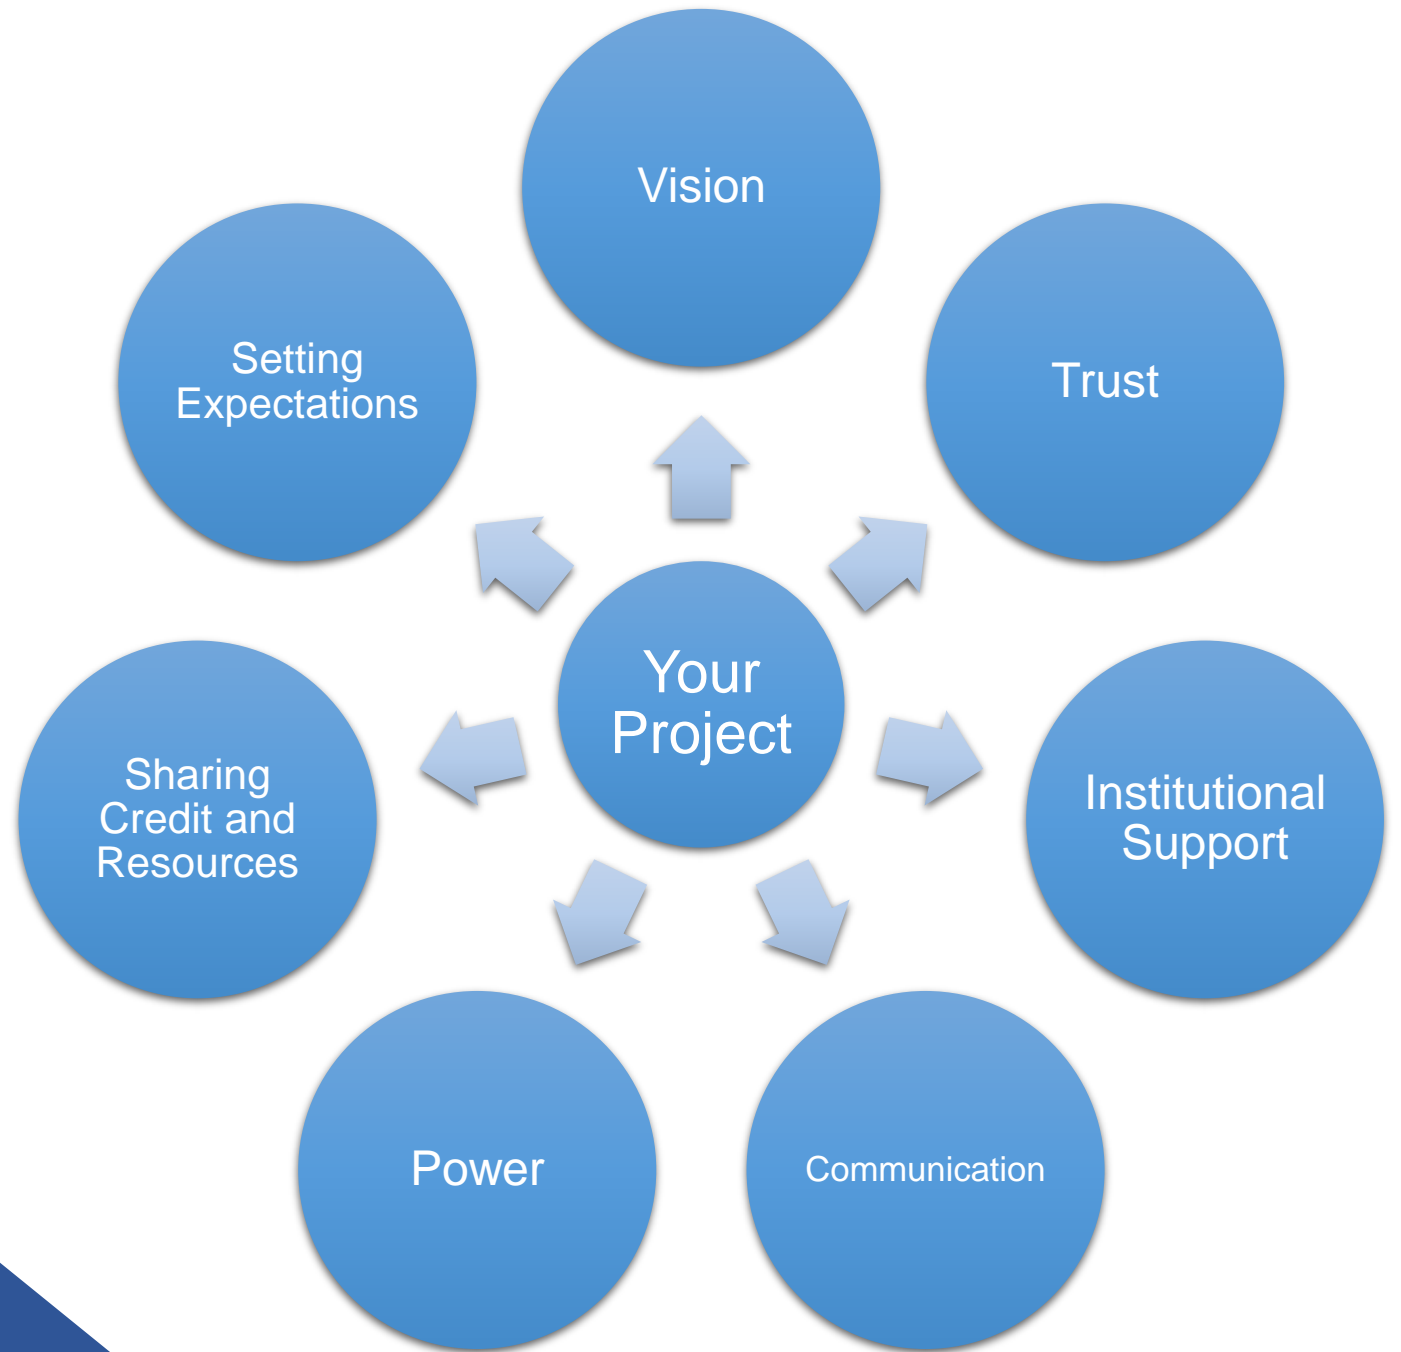 Vision
Trust
Institutional
Support
Communication
Power
Sharing
Credit and
Resources
Setting
Expectations
Your
Project